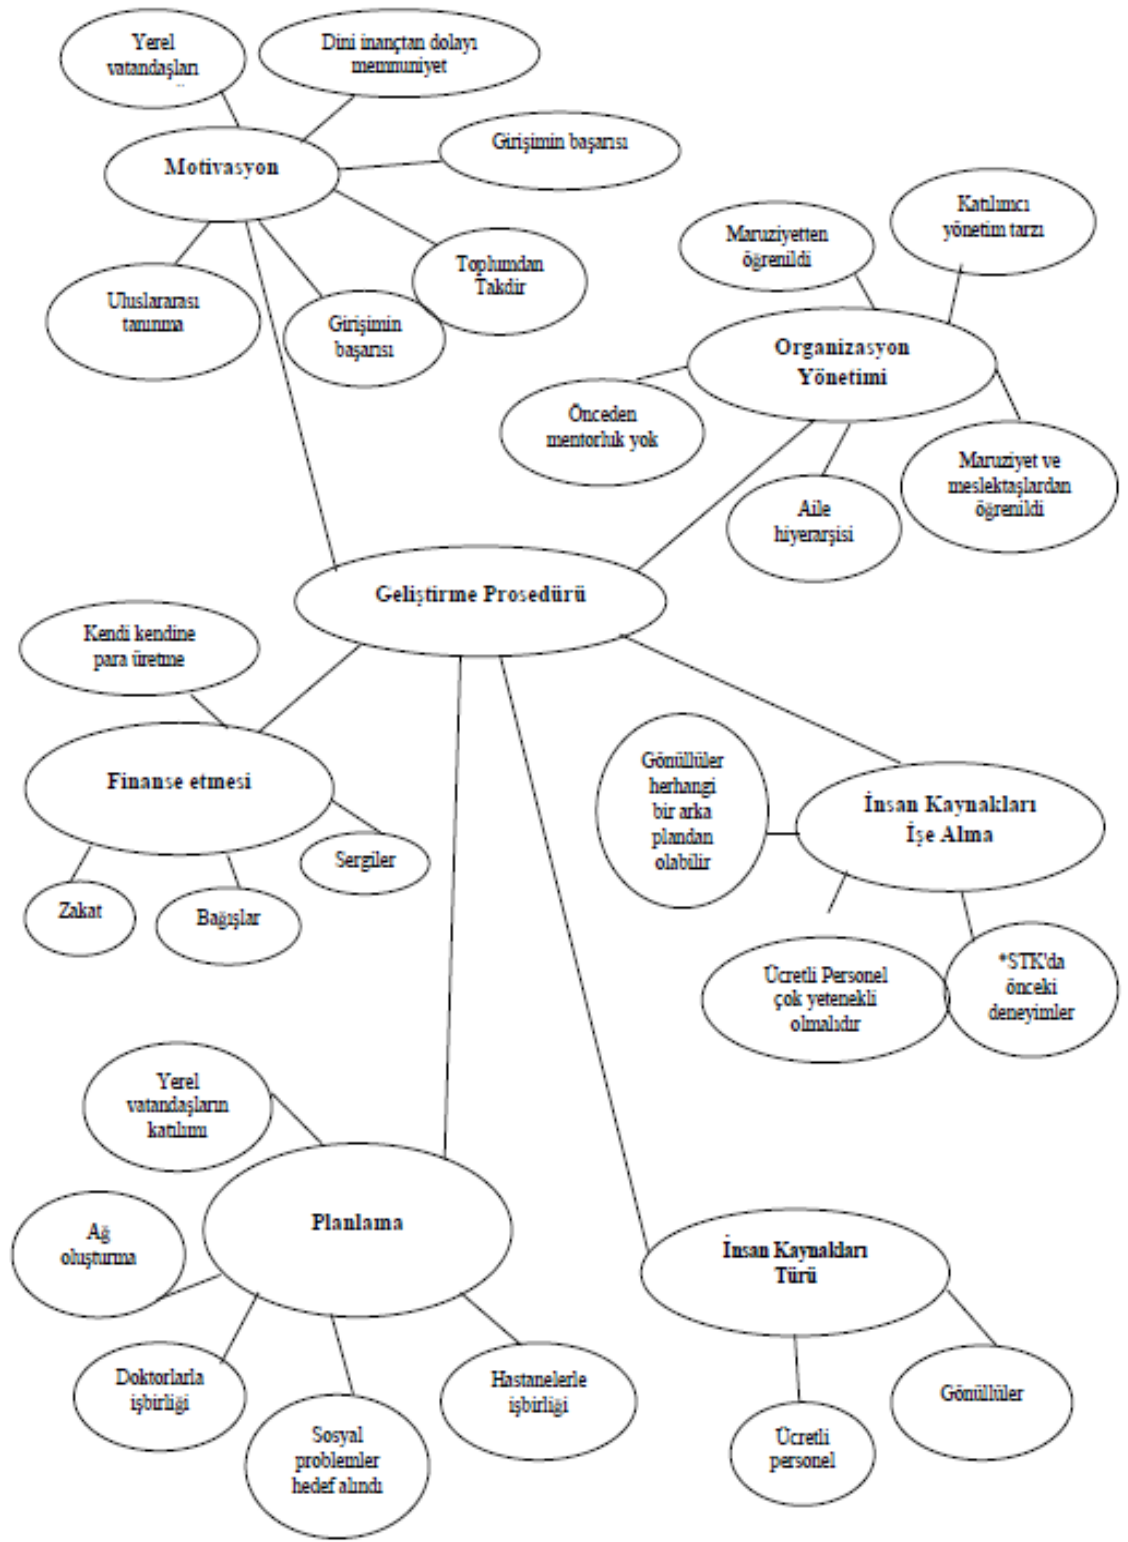 Yerel
vatandaşları
Dini inançtan dolayı
memnuniyet
Girişimin başarısı
Motivasyon
Toplumdan
Takdir
Uluslararası
tanınma
Girişimin
başarısı
Katılımcı
yönetim tarzı
Maruziyetten
öğrenildi
Organizasyon
Yönetimi
Önceden
mentorluk yok
Maruziyet ve
meslektaşlardan
öğrenildi
Aile
hiyerarşisi
Geliştirme Prosedürü
Kendi kendine
para üretme
Finanse etmesi
Sergiler
Zakat
Bağışlar
Gönüllüler
herhangi
bir arka
plandan
olabilir
İnsan Kaynakları
İşe Alma
Ücretli Personel
çok yetenekli
olmalıdır
*STK'da
önceki
deneyimler
Yerel
vatandaşların
katılımı
Planlama
Ağ
oluşturma
Doktorlarla
işbirliği
Sosyal
problemler
hedef alındı
Hastanelerle
işbirliği
İnsan Kaynakları
Türü
Ücretli
personel
Gönüllüler